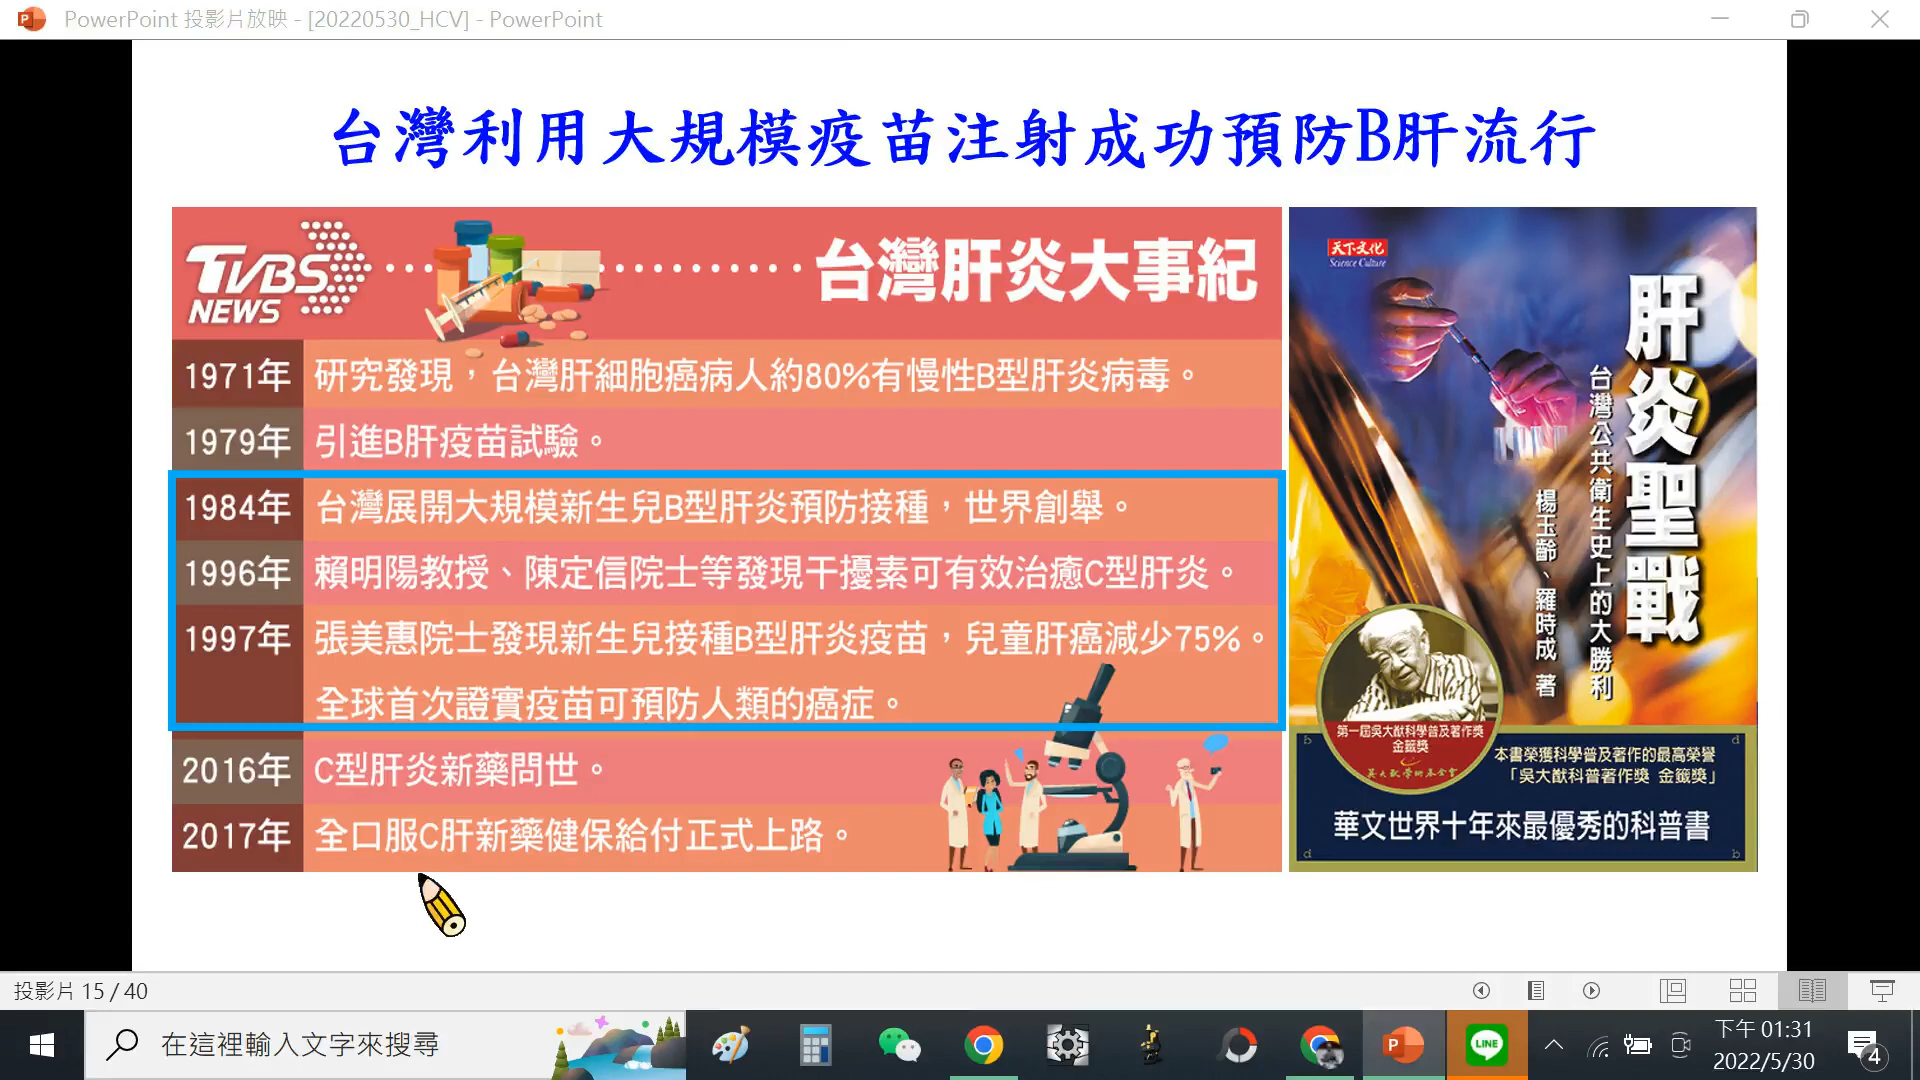 PowerPoint 投影片放映 - [20220530_HCV] - PowerPoint
台灣利用大規模疫苗注射成功預防B肝流行
TVBS
NEWS
台灣肝炎大事紀
1971年 研究發現，台灣肝細胞癌病人約80%有慢性B型肝炎病毒。
1979年 引進B肝疫苗試驗。
1984年 台灣展開大規模新生兒B型肝炎預防接種，世界創舉。
1996年 賴明陽教授、陳定信院士等發現干擾素可有效治癒C型肝炎。
1997年 張美惠院士發現新生兒接種B型肝炎疫苗，兒童肝癌減少75%。
全球首次證實疫苗可預防人類的癌症。
2016年 C型肝炎新藥問世。
2017年 全口服C肝新藥健保給付正式上路。
天下文化
Science Culture
肝炎聖戰
台灣公共衛生史上的大勝利
楊玉齡、羅時成 著
第一屆吳大猷科學普及著作獎
金籤獎
吳大猷學術基金會
本書榮獲科學普及著作的最高榮譽
「吳大猷科普著作獎 金籤獎」
華文世界十年來最優秀的科普書
投影片 15 / 40
在這裡輸入文字來搜尋
LINE
下午 01:31
2022/5/30
4